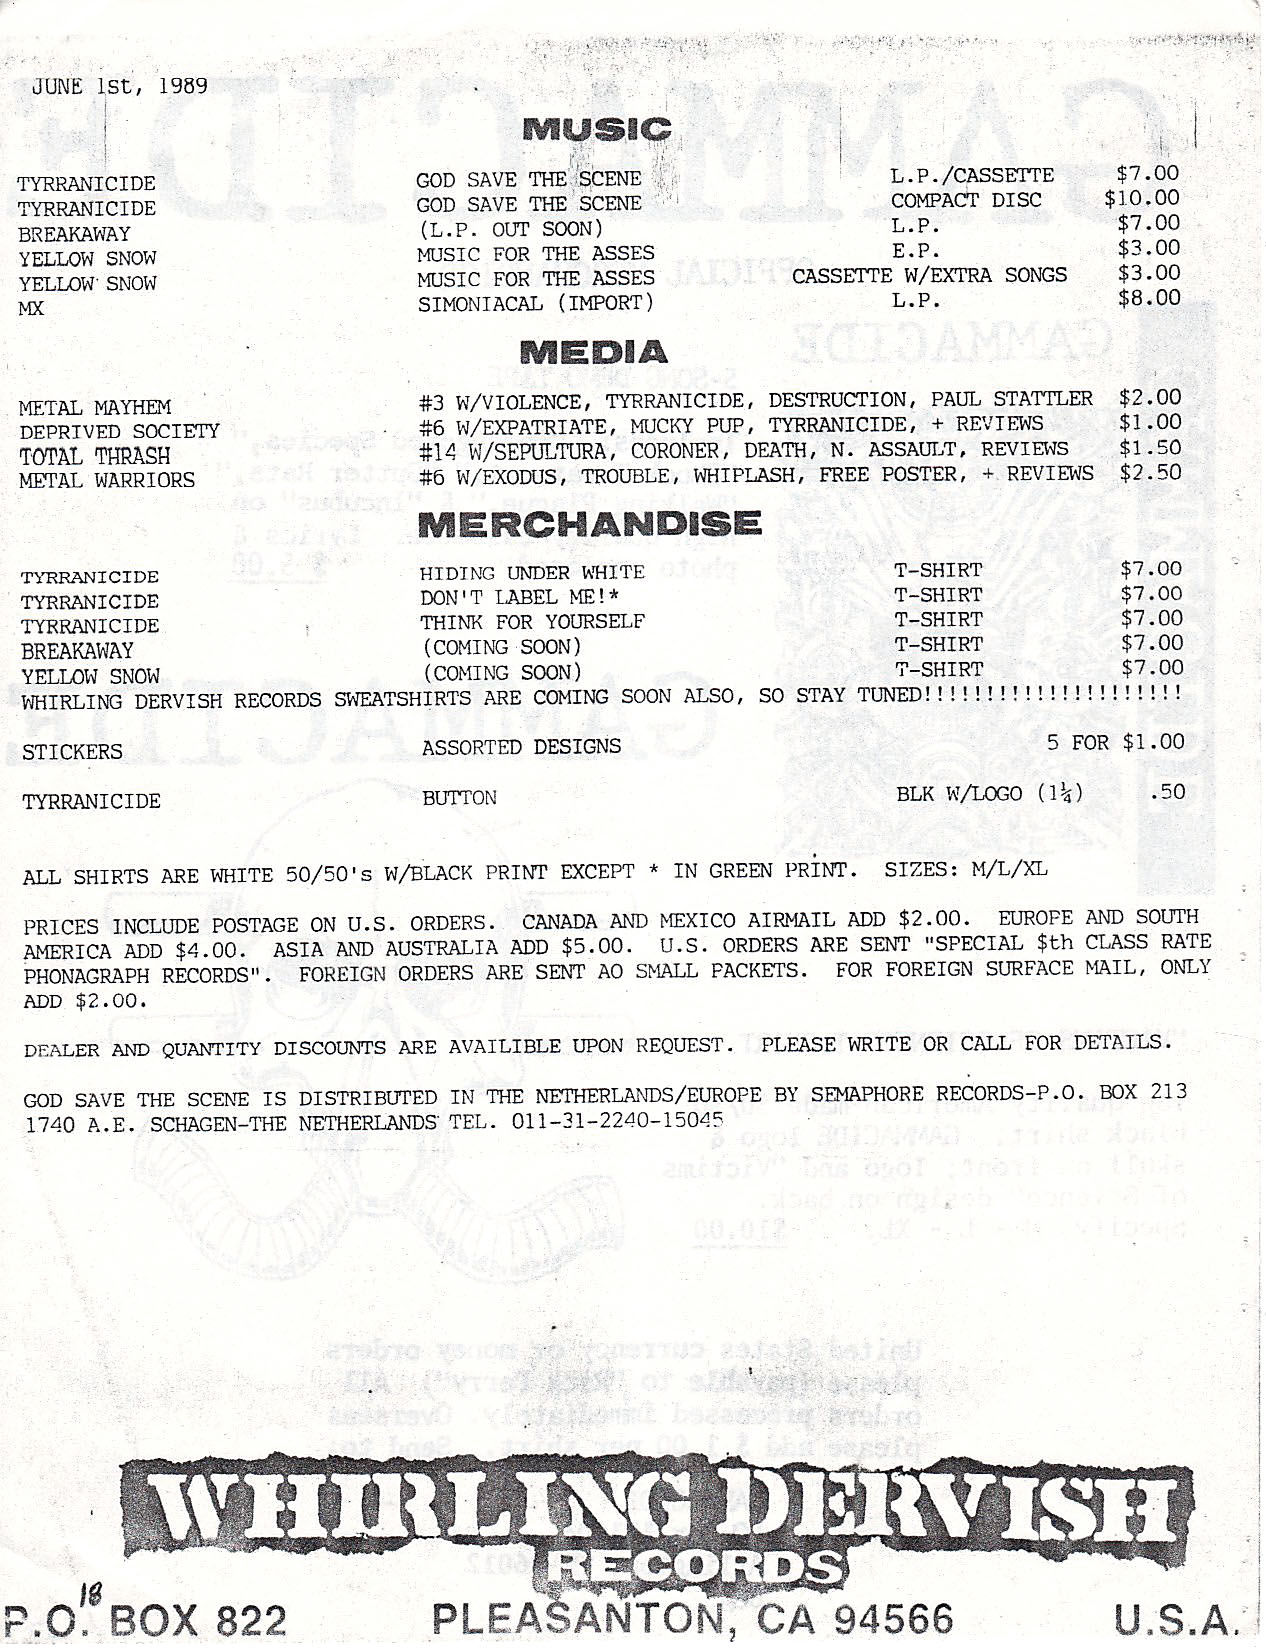 JUNE 1st, 1989
MUSIC
TYRRANICIDE GOD SAVE THE SCENE L.P./CASSETTE $7.00
TYRRANICIDE GOD SAVE THE SCENE COMPACT DISC $10.00
BREAKAWAY (L.P. OUT SOON) L.P. $7.00
YELLOW SNOW MUSIC FOR THE ASSES E.P. $3.00
YELLOW SNOW MUSIC FOR THE ASSES CASSETTE W/EXTRA SONGS $3.00
MX SIMONIACAL (IMPORT) L.P. $8.00
MEDIA
METAL MAYHEM #3 W/VIOLENCE, TYRRANICIDE, DESTRUCTION, PAUL STATTLER $2.00
DEPRIVED SOCIETY #6 W/EXPATRIATE, MUCKY PUP, TYRRANICIDE, + REVIEWS $1.00
TOTAL THRASH #14 W/SEPULTURA, CORONER, DEATH, N. ASSAULT, REVIEWS $1.50
METAL WARRIORS #6 W/EXODUS, TROUBLE, WHIPLASH, FREE POSTER, + REVIEWS $2.50
MERCHANDISE
TYRRANICIDE HIDING UNDER WHITE T-SHIRT $7.00
TYRRANICIDE DON'T LABEL ME!* T-SHIRT $7.00
TYRRANICIDE THINK FOR YOURSELF T-SHIRT $7.00
BREAKAWAY (COMING SOON) T-SHIRT $7.00
YELLOW SNOW (COMING SOON) T-SHIRT $7.00
WHIRLING DERVISH RECORDS SWEATSHIRTS ARE COMING SOON ALSO, SO STAY TUNED!!!!!!!!!!!!!!!!!!!!!
STICKERS ASSORTED DESIGNS 5 FOR $1.00
TYRRANICIDE BUTTON BLK W/LOGO (1¼) .50
ALL SHIRTS ARE WHITE 50/50's W/BLACK PRINT EXCEPT * IN GREEN PRINT. SIZES: M/L/XL
PRICES INCLUDE POSTAGE ON U.S. ORDERS. CANADA AND MEXICO AIRMAIL ADD $2.00. EUROPE AND SOUTH
AMERICA ADD $4.00. ASIA AND AUSTRALIA ADD $5.00. U.S. ORDERS ARE SENT "SPECIAL $th CLASS RATE
PHONAGRAPH RECORDS". FOREIGN ORDERS ARE SENT AO SMALL PACKETS. FOR FOREIGN SURFACE MAIL, ONLY
ADD $2.00.
DEALER AND QUANTITY DISCOUNTS ARE AVAILIBLE UPON REQUEST. PLEASE WRITE OR CALL FOR DETAILS.
GOD SAVE THE SCENE IS DISTRIBUTED IN THE NETHERLANDS/EUROPE BY SEMAPHORE RECORDS-P.O. BOX 213
1740 A.E. SCHAGEN-THE NETHERLANDS TEL. 011-31-2240-15045
WHIRLING DERVISH
RECORDS
18
P.O. BOX 822 PLEASANTON, CA 94566 U.S.A.